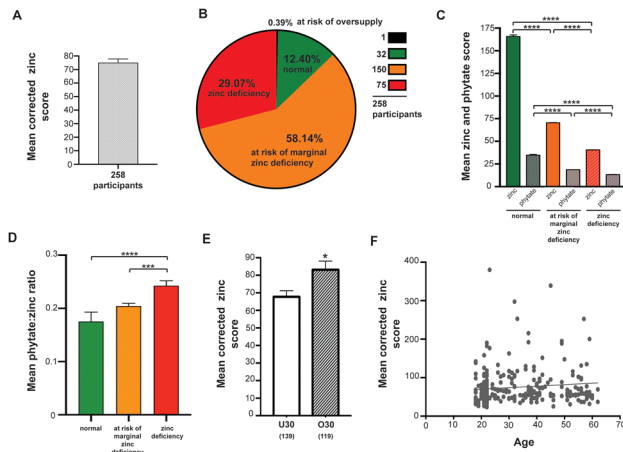 A
Mean corrected zinc
score
80
70
60
50
40
30
20
10
0
258
participants
B
0.39% at risk of oversupply
12.40%
normal
29.07%
zinc deficiency
58.14%
at risk of marginal
zinc deficiency
1
32
150
75
258
participants
C
Mean zinc and phytate score
175
150
125
100
75
50
25
0
****
**** ****
****
**** ****
zinc
phytate
zinc
phytate
zinc
phytate
normal
at risk of
marginal
zinc
deficiency
zinc
deficiency
D
Mean phytate:zinc ratio
0.3
0.2
0.1
0
****
***
normal
at risk of
marginal
zinc
deficiency
zinc
deficiency
E
Mean corrected zinc
score
90
80
70
60
50
40
30
20
10
0
*
U30
(139)
O30
(119)
F
Mean corrected zinc
score
400
300
200
100
0
0
10
20
30
40
50
60
70
Age